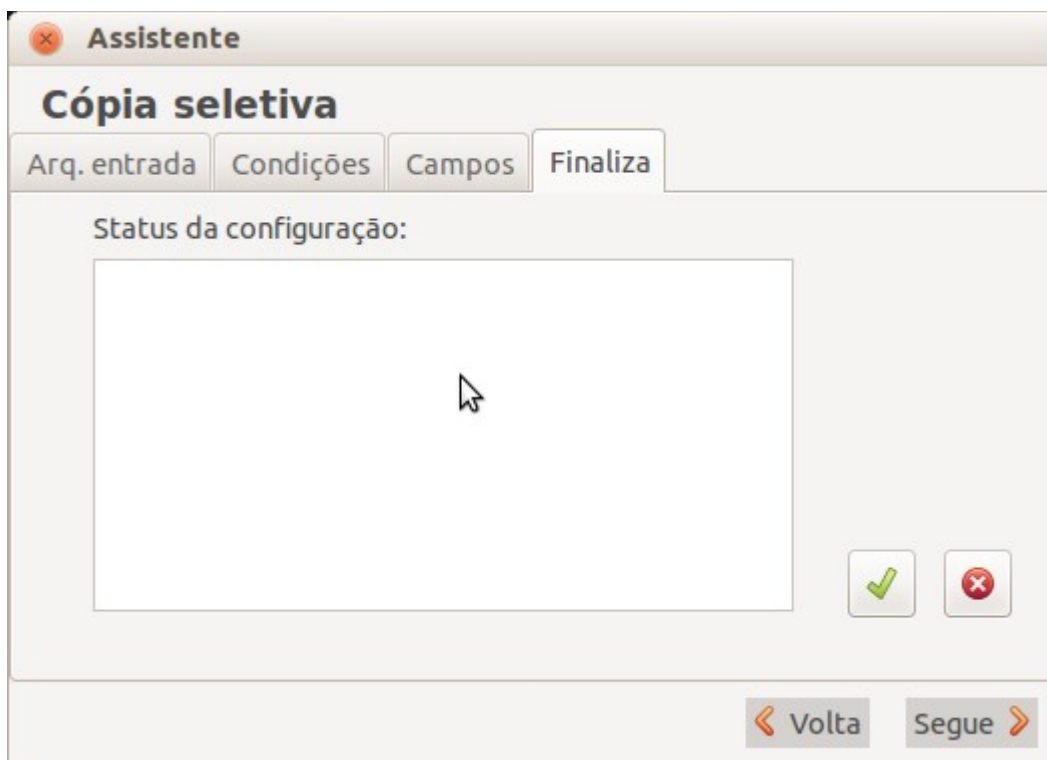 Assistente
Cópia seletiva
Arq. entrada Condições Campos Finaliza
Status da configuração:
Volta Segue